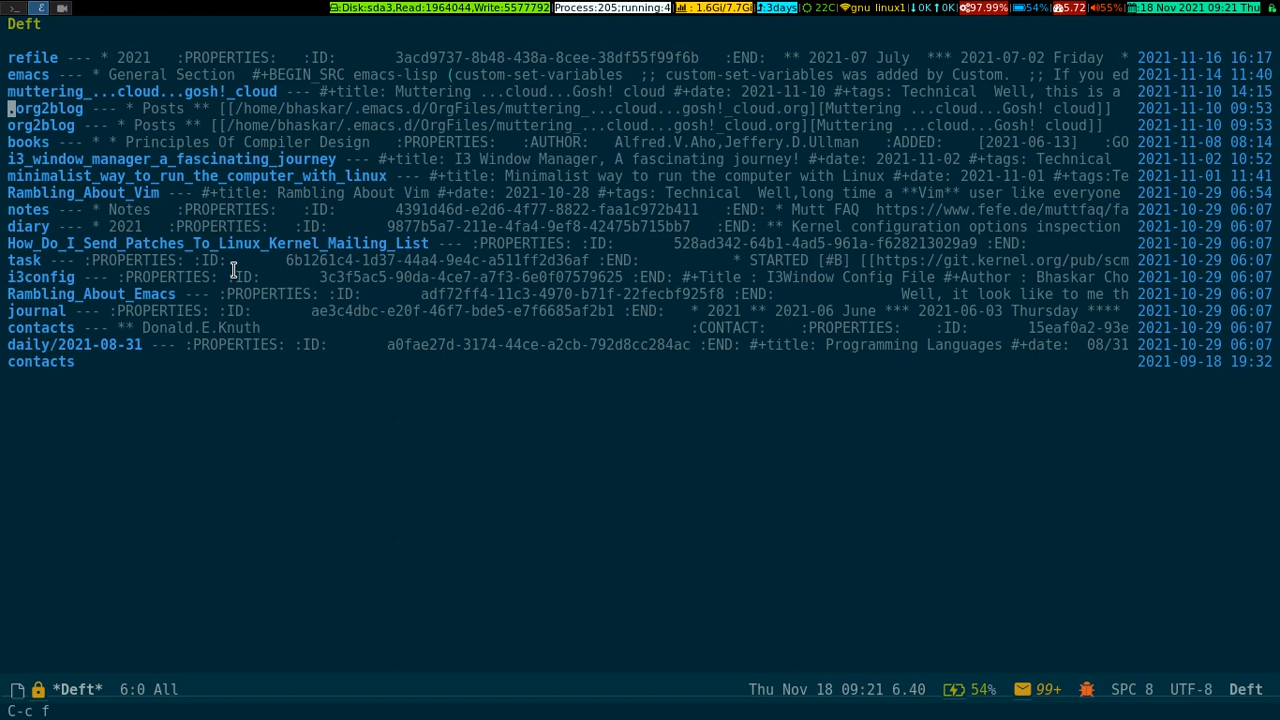 >_ É Disk:sda3,Read:1964044,Write:5577792 Process:205;running:4 : 1.6Gi/7.7Gi :3days 22C gnu linux1 0K 0K 97.99% 54% 5.72 55% :18 Nov 2021 09:21 Thu
Deft
refile --- * 2021 :PROPERTIES: :ID: 3acd9737-8b48-438a-8cee-38df55f99f6b :END: ** 2021-07 July *** 2021-07-02 Friday * 2021-11-16 16:17
emacs --- * General Section #+BEGIN_SRC emacs-lisp (custom-set-variables ;; custom-set-variables was added by Custom. ;; If you ed 2021-11-14 11:40
muttering_...cloud...gosh!_cloud --- #+title: Muttering ...cloud...Gosh! cloud #+date: 2021-11-10 #+tags: Technical Well, this is a 2021-11-10 14:15
.org2blog --- * Posts ** [[/home/bhaskar/.emacs.d/OrgFiles/muttering_...cloud...gosh!_cloud.org][Muttering ...cloud...Gosh! cloud]] 2021-11-10 09:53
org2blog --- * Posts ** [[/home/bhaskar/.emacs.d/OrgFiles/muttering_...cloud...gosh!_cloud.org][Muttering ...cloud...Gosh! cloud]] 2021-11-10 09:53
books --- * * Principles Of Compiler Design :PROPERTIES: :AUTHOR: Alfred.V.Aho,Jeffery.D.Ullman :ADDED: [2021-06-13] :GO 2021-11-08 08:14
i3_window_manager_a_fascinating_journey --- #+title: I3 Window Manager, A fascinating journey! #+date: 2021-11-02 #+tags: Technical 2021-11-02 10:52
minimalist_way_to_run_the_computer_with_linux --- #+title: Minimalist way to run the computer with Linux #+date: 2021-11-01 #+tags:Te 2021-11-01 11:41
Rambling_About_Vim --- #+title: Rambling About Vim #+date: 2021-10-28 #+tags: Technical Well,long time a **Vim** user like everyone 2021-10-29 06:54
notes --- * Notes :PROPERTIES: :ID: 4391d46d-e2d6-4f77-8822-faa1c972b411 :END: * Mutt FAQ https://www.fefe.de/muttfaq/fa 2021-10-29 06:07
diary --- * 2021 :PROPERTIES: :ID: 9877b5a7-211e-4fa4-9ef8-42475b715bb7 :END: ** Kernel configuration options inspection 2021-10-29 06:07
How_Do_I_Send_Patches_To_Linux_Kernel_Mailing_List --- :PROPERTIES: :ID: 528ad342-64b1-4ad5-961a-f628213029a9 :END: 2021-10-29 06:07
task --- :PROPERTIES: :ID: 6b1261c4-1d37-44a4-9e4c-a511ff2d36af :END: * STARTED [#B] [[https://git.kernel.org/pub/scm 2021-10-29 06:07
i3config --- :PROPERTIES: :ID: 3c3f5ac5-90da-4ce7-a7f3-6e0f07579625 :END: #+Title : I3Window Config File #+Author : Bhaskar Cho 2021-10-29 06:07
Rambling_About_Emacs --- :PROPERTIES: :ID: adf72ff4-11c3-4970-b71f-22fecbf925f8 :END: Well, it look like to me th 2021-10-29 06:07
journal --- :PROPERTIES: :ID: ae3c4dbc-e20f-46f7-bde5-e7f6685af2b1 :END: * 2021 ** 2021-06 June *** 2021-06-03 Thursday **** 2021-10-29 06:07
contacts --- ** Donald.E.Knuth :CONTACT: :PROPERTIES: :ID: 15eaf0a2-93e 2021-10-29 06:07
daily/2021-08-31 --- :PROPERTIES: :ID: a0fae27d-3174-44ce-a2cb-792d8cc284ac :END: #+title: Programming Languages #+date: 08/31 2021-10-29 06:07
contacts 2021-09-18 19:32
*Deft* 6:0 All Thu Nov 18 09:21 6.40 54% 99+ SPC 8 UTF-8 Deft
C-c f